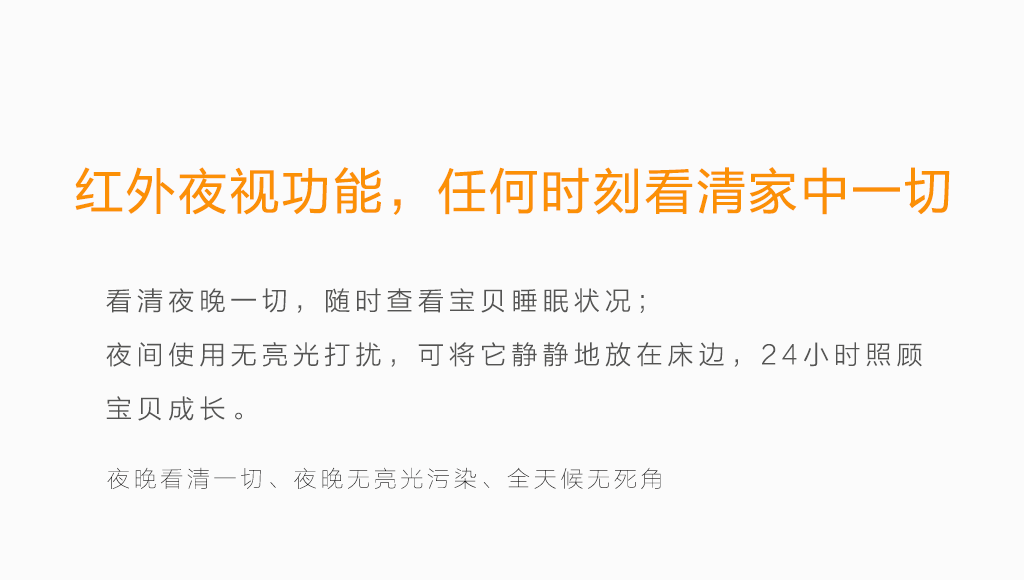 红外夜视功能，任何时刻看清家中一切
看清夜晚一切，随时查看宝贝睡眠状况；
夜间使用无亮光打扰，可将它静静地放在床边，24小时照顾
宝贝成长。
夜晚看清一切、夜晚无亮光污染、全天候无死角